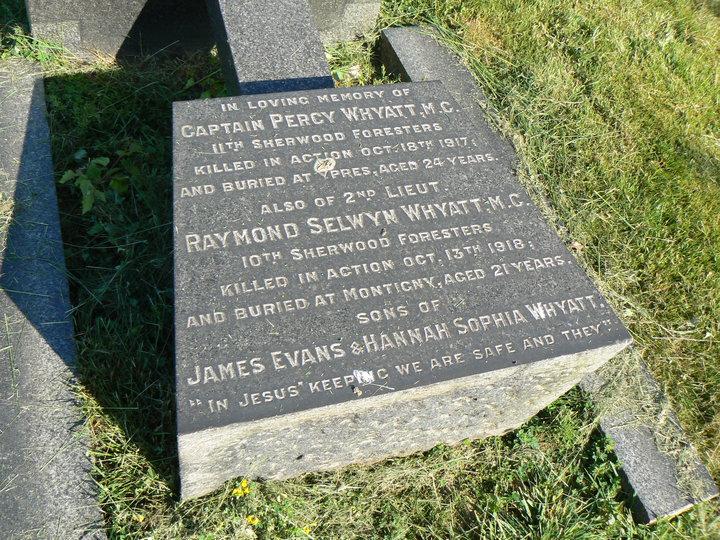 IN LOVING MEMORY OF
CAPTAIN PERCY WHYATT, M.C.
11TH SHERWOOD FORESTERS
KILLED IN ACTION OCT. 18TH 1917;
AND BURIED AT YPRES, AGED 24 YEARS.
ALSO OF 2ND LIEUT.
RAYMOND SELWYN WHYATT, M.C.
10TH SHERWOOD FORESTERS
KILLED IN ACTION OCT. 13TH 1918;
AND BURIED AT MONTIGNY, AGED 21 YEARS.
SONS OF
JAMES EVANS & HANNAH SOPHIA WHYATT.
"IN JESUS" KEEPING WE ARE SAFE AND THEY"